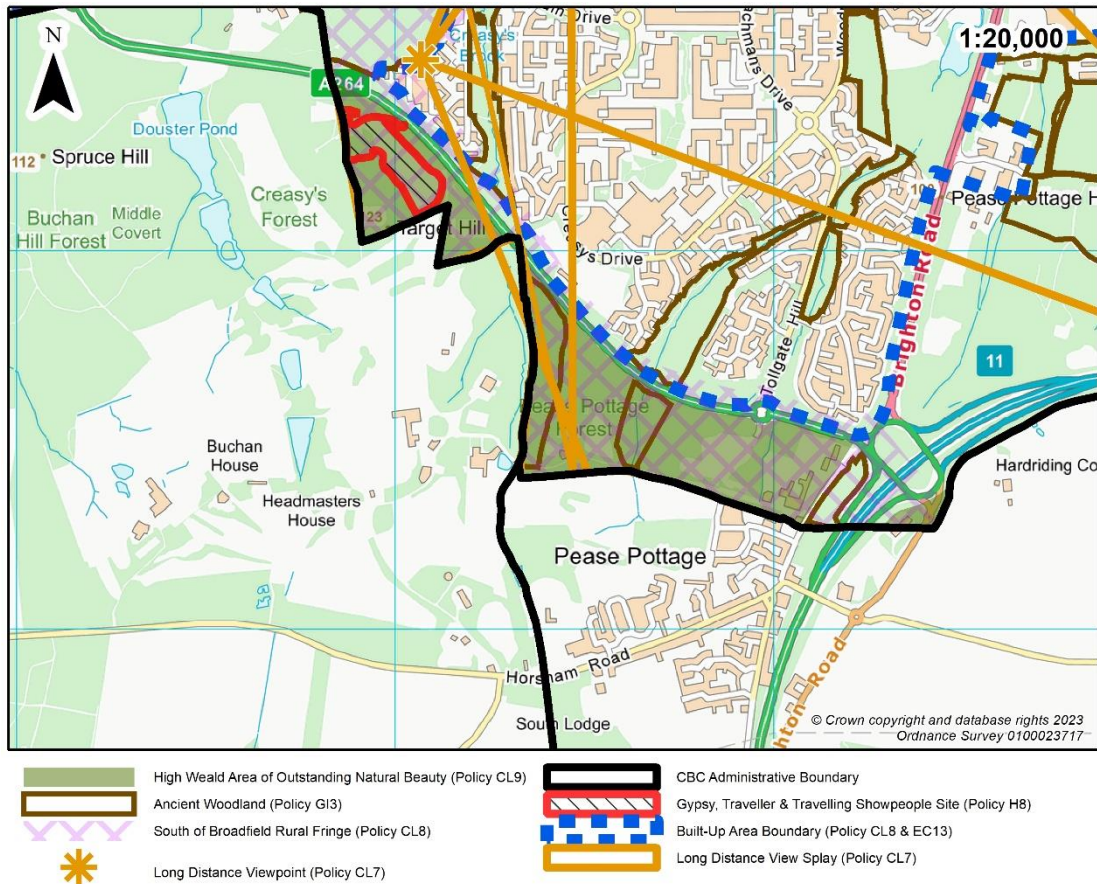 N
1:20,000
Drive
Creasy's
Brook
A264
Douster Pond
112
Spruce Hill
Buchan
Hill Forest
Middle
Covert
Creasy's
Forest
Target Hill
Creasy's Drive
Tollgate Hill
Brighton Road
Pease Pottage H
11
Pease Pottage
Forest
Buchan
House
Headmasters
House
Hardriding Co
Pease Pottage
Horsham Road
South Lodge
hton Road
© Crown copyright and database rights 2023
Ordnance Survey 0100023717
High Weald Area of Outstanding Natural Beauty (Policy CL9)
Ancient Woodland (Policy GI3)
South of Broadfield Rural Fringe (Policy CL8)
Long Distance Viewpoint (Policy CL7)
CBC Administrative Boundary
Gypsy, Traveller & Travelling Showpeople Site (Policy H8)
Built-Up Area Boundary (Policy CL8 & EC13)
Long Distance View Splay (Policy CL7)